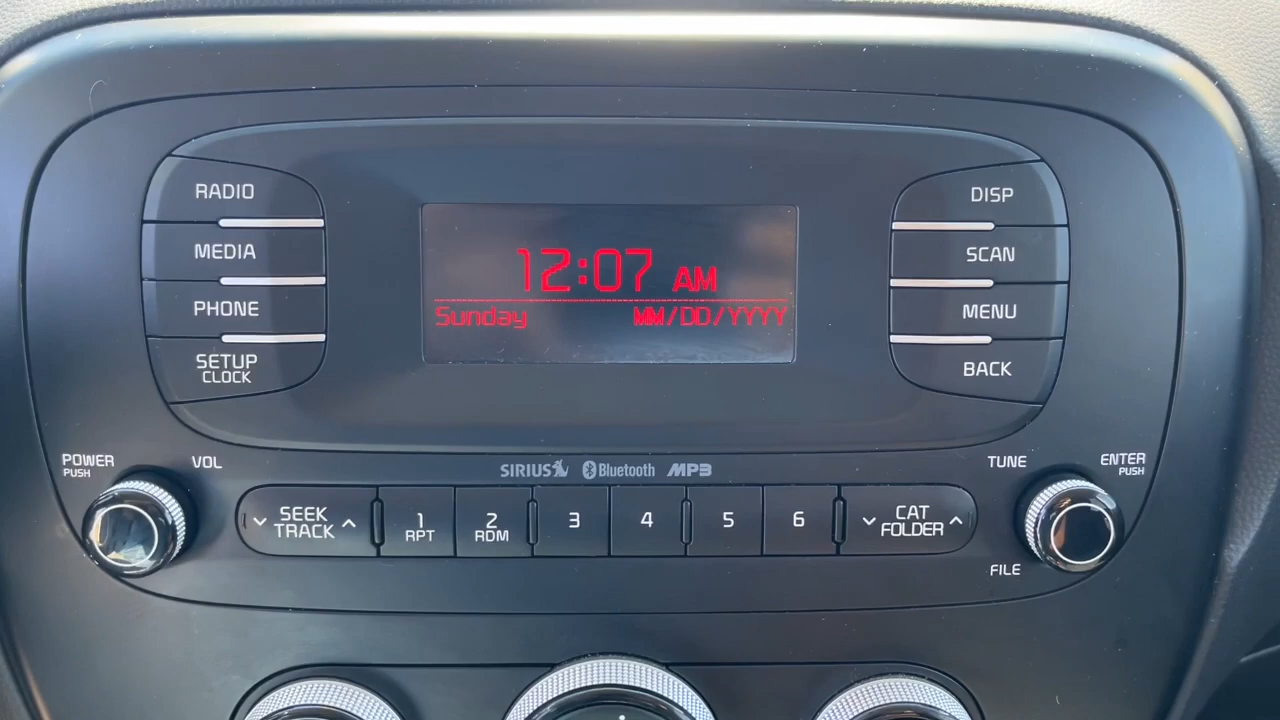 RADIO
MEDIA
PHONE
SETUP
CLOCK
12:07 AM
Sunday MM/DD/YYYY
DISP
SCAN
MENU
BACK
POWER
PUSH
VOL
SIRIUS Bluetooth MP3
TUNE
ENTER
PUSH
SEEK
TRACK
1
RPT
2
RDM
3
4
5
6
CAT
FOLDER
FILE